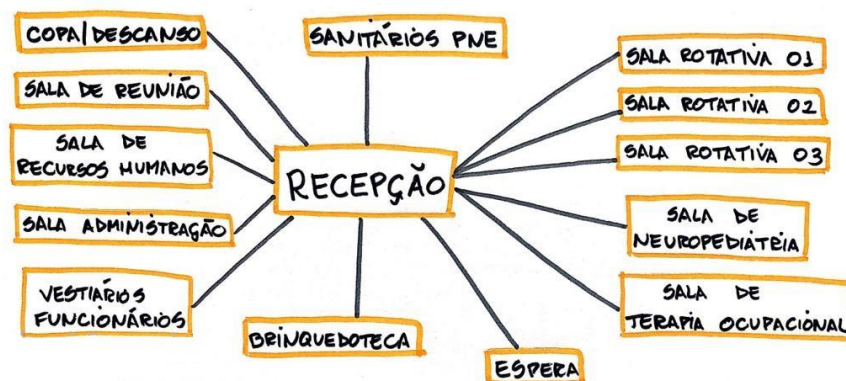 COPA/DESCANSO
SALA DE REUNIÃO
SALA DE
RECURSOS HUMANOS
SALA ADMINISTRAÇÃO
VESTIÁRIOS
FUNCIONÁRIOS
SANITÁRIOS PNE
RECEPÇÃO
BRINQUEDOTECA
ESPERA
SALA ROTATIVA 01
SALA ROTATIVA 02
SALA ROTATIVA 03
SALA DE
NEUROPEDIÁTRIA
SALA DE
TERAPIA OCUPACIONAL